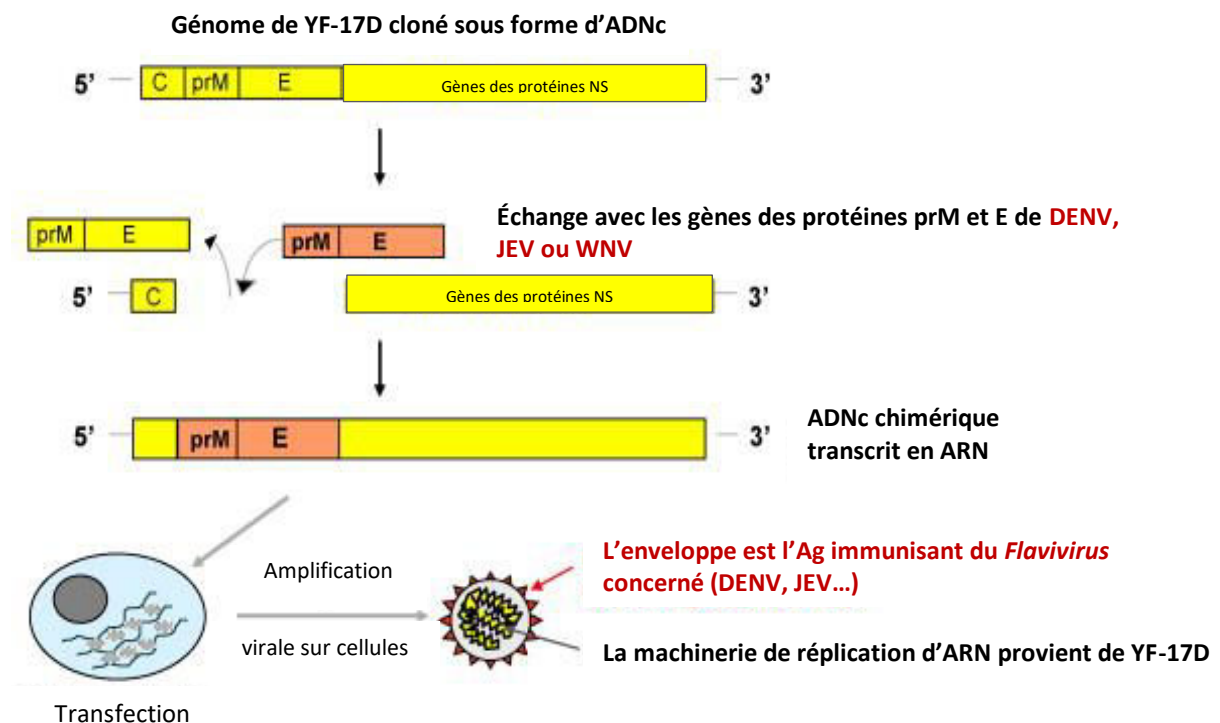 Génome de YF-17D cloné sous forme d’ADNc
5’ C prM E Gènes des protéines NS 3’
Échange avec les gènes des protéines prM et E de DENV,
JEV ou WNV
prM E prM E
5’ C Gènes des protéines NS 3’
ADNc chimérique
transcrit en ARN
5’ prM E 3’
L’enveloppe est l’Ag immunisant du Flavivirus
concerné (DENV, JEV…)
Amplification
virale sur cellules
La machinerie de réplication d’ARN provient de YF-17D
Transfection